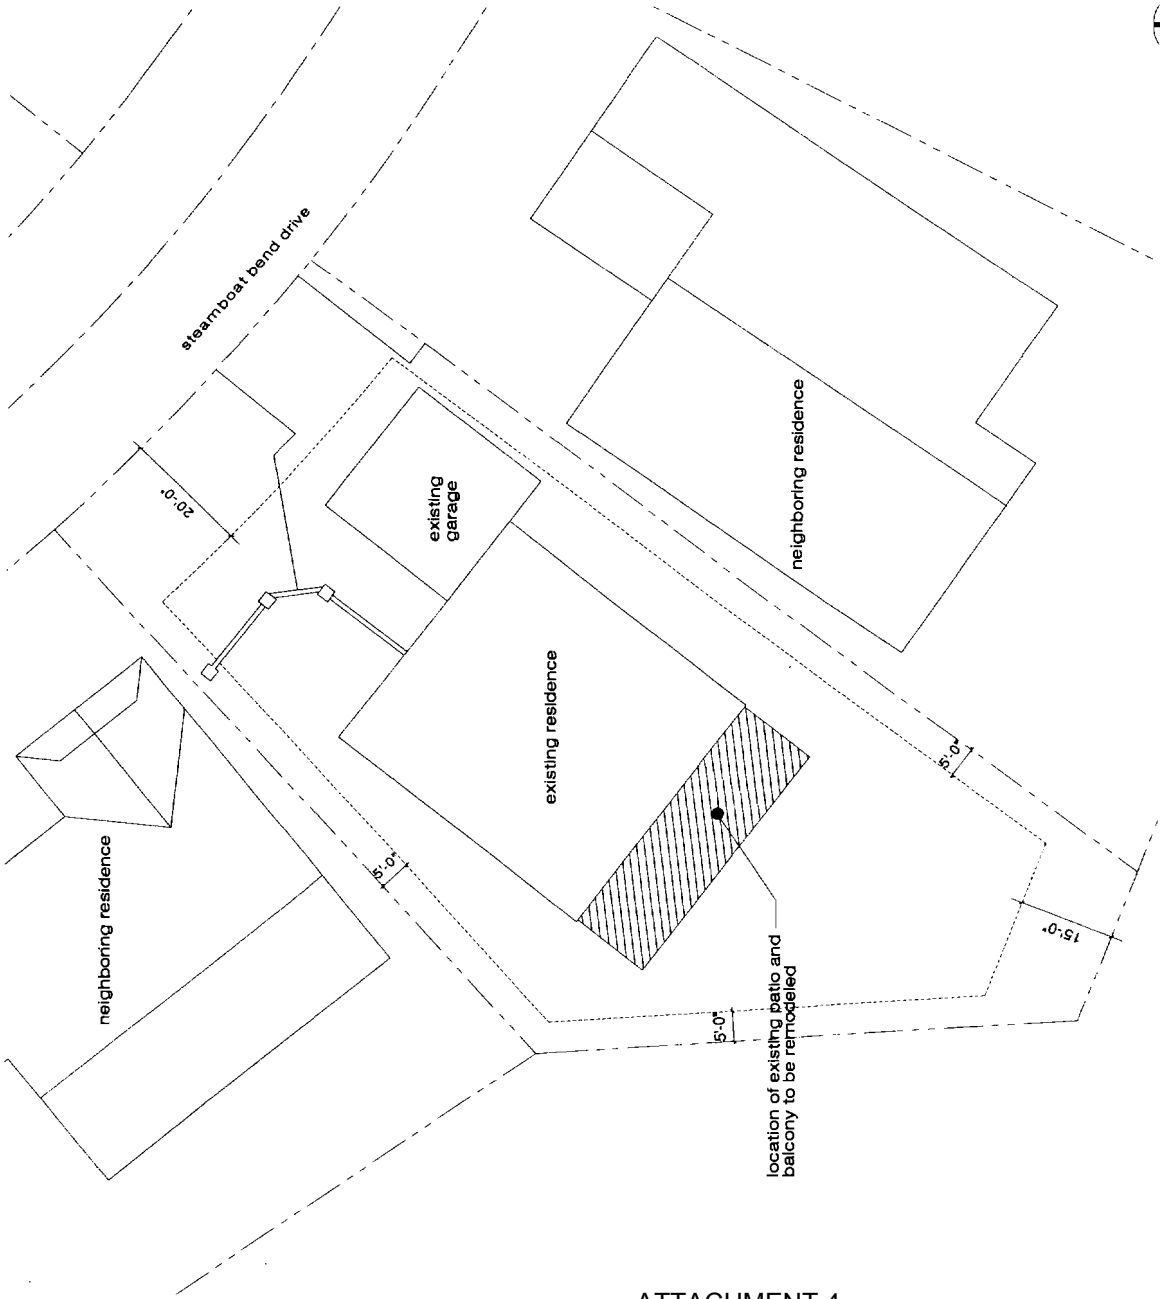 steamboat bend drive
20'-0"
existing
garage
neighboring residence
existing residence
neighboring residence
5'-0"
5'-0"
5'-0"
15'-0"
location of existing patio and
balcony to be remodeled
ATTACHMENT 4